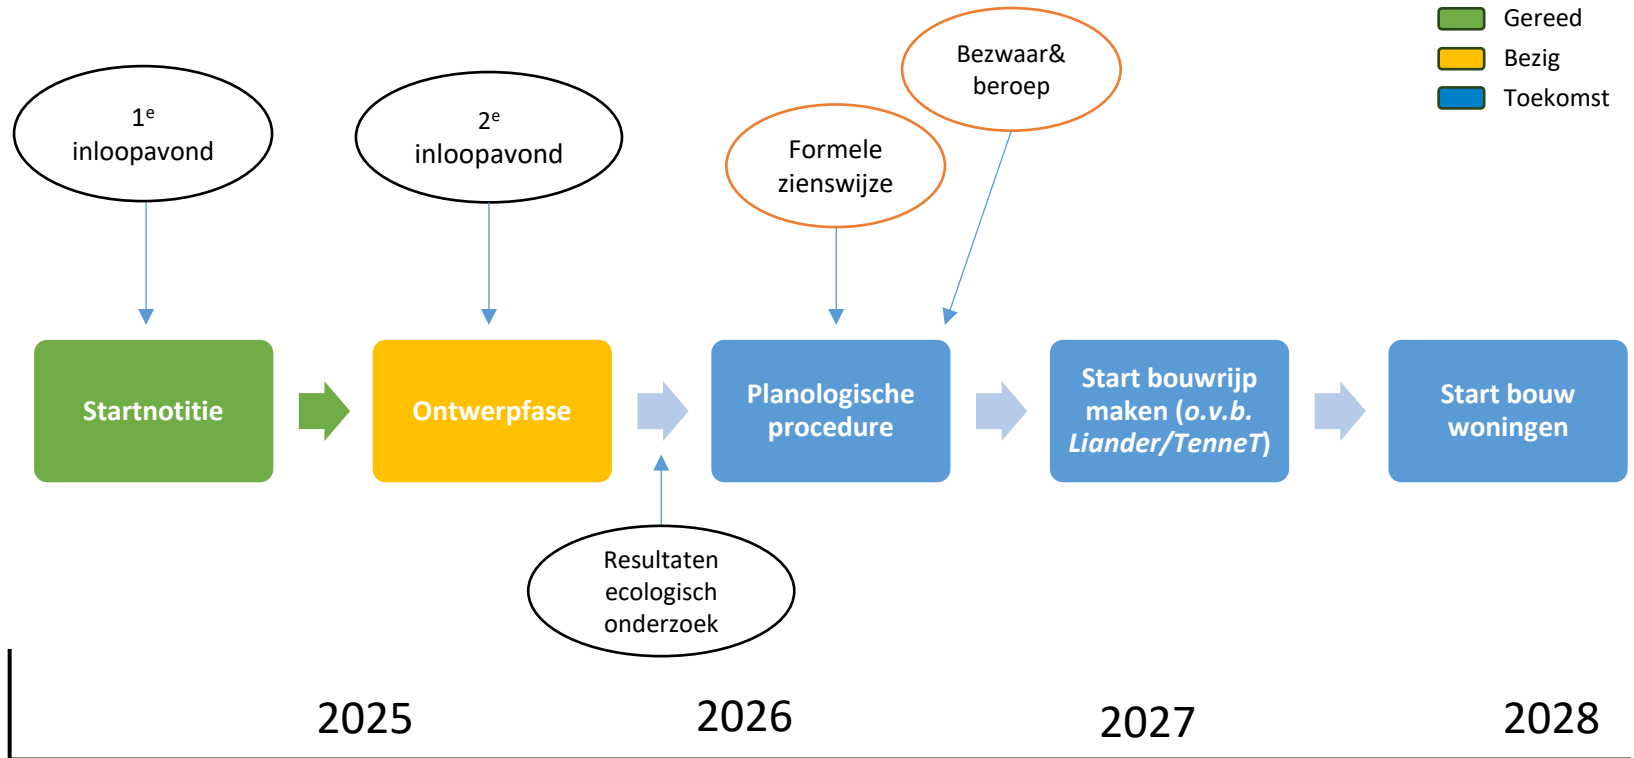 Gereed
Bezig
Toekomst
1e
inloopavond
2e
inloopavond
Formele
zienswijze
Bezwaar&
beroep
Startnotitie
Ontwerpfase
Planologische
procedure
Start bouwrijp
maken (o.v.b.
Liander/TenneT)
Start bouw
woningen
Resultaten
ecologisch
onderzoek
2025
2026
2027
2028